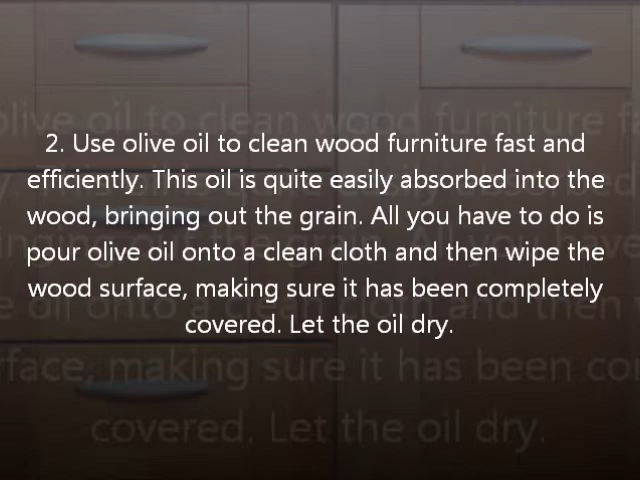 2. Use olive oil to clean wood furniture fast and
efficiently. This oil is quite easily absorbed into the
wood, bringing out the grain. All you have to do is
pour olive oil onto a clean cloth and then wipe the
wood surface, making sure it has been completely
covered. Let the oil dry.